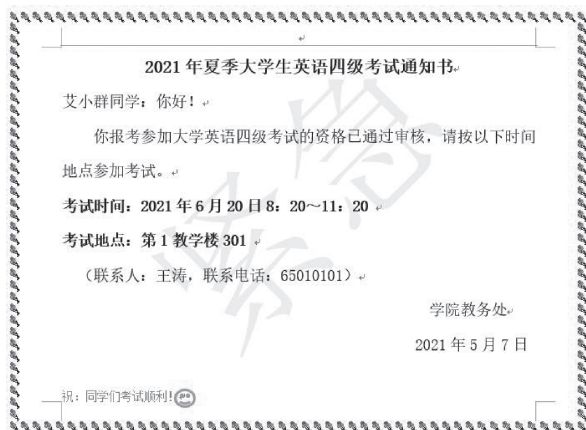 2021年夏季大学生英语四级考试通知书
艾小群同学：你好！
你报考参加大学英语四级考试的资格已通过审核，请按以下时间
地点参加考试。
考试时间：2021年6月20日8：20～11：20
考试地点：第1教学楼301
（联系人：王涛，联系电话：65010101）
学院教务处
2021年5月7日
祝：同学们考试顺利!